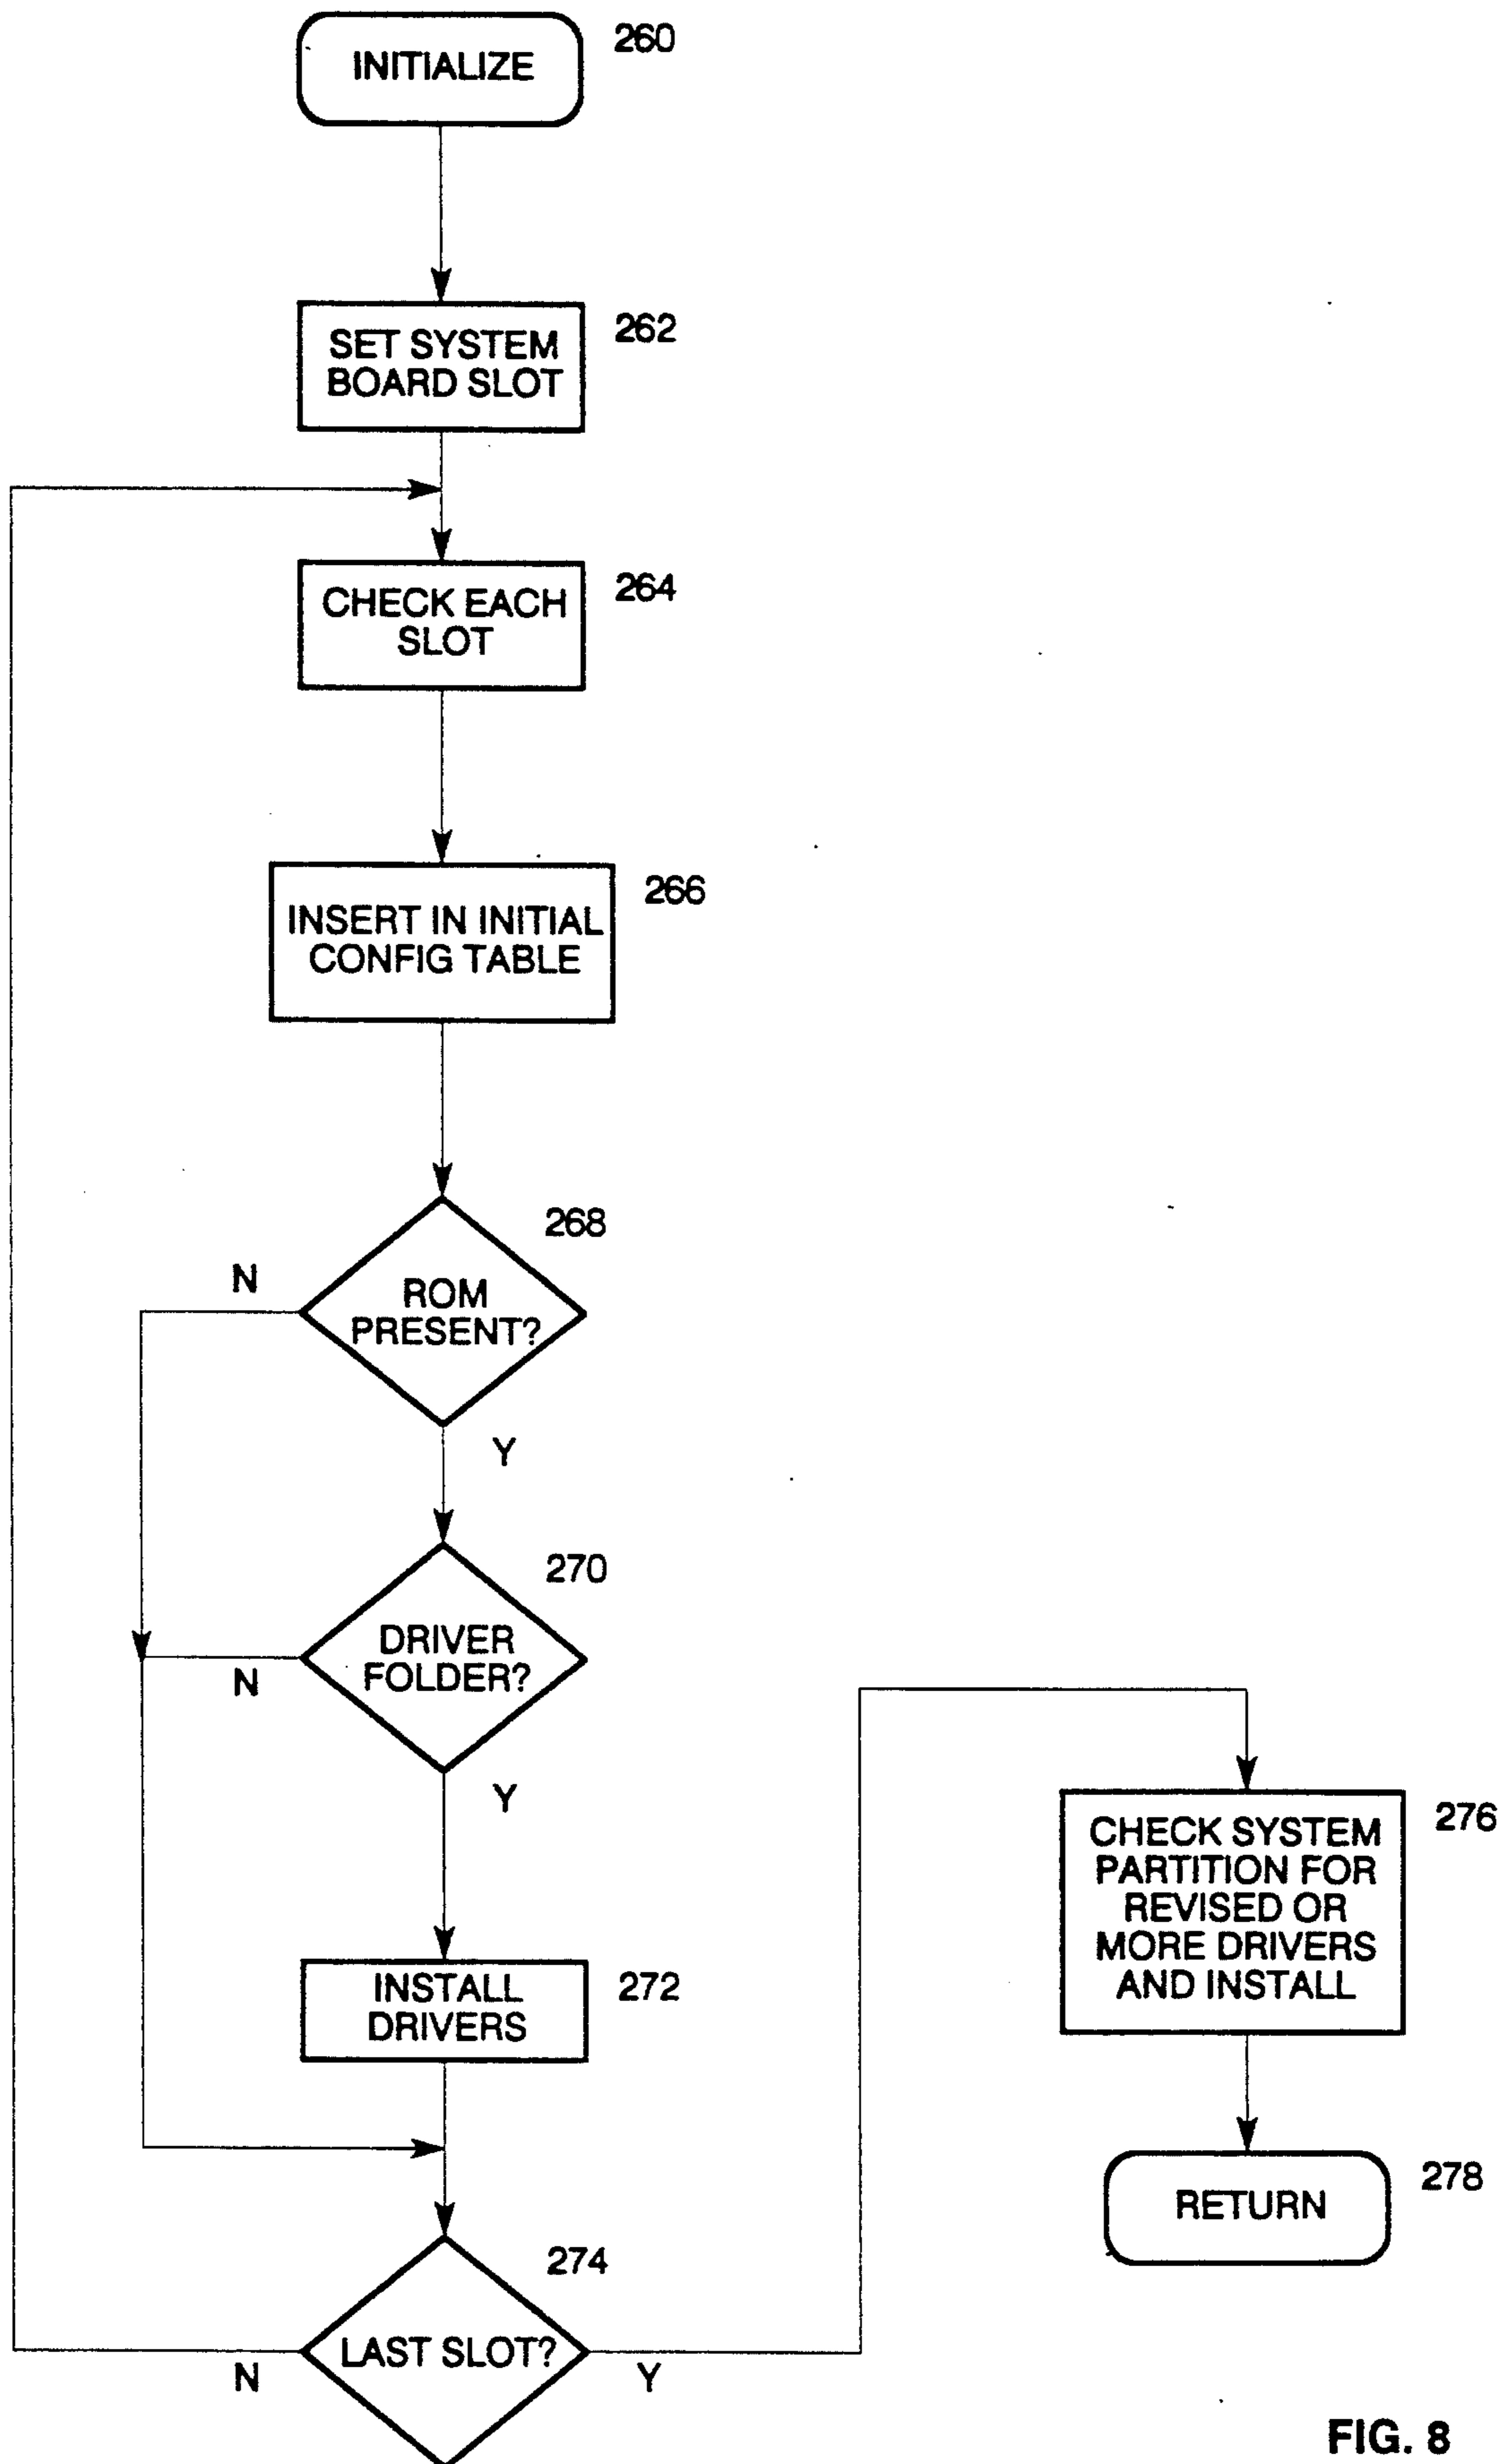 INITIALIZE
260
SET SYSTEM
BOARD SLOT
262
CHECK EACH
SLOT
264
INSERT IN INITIAL
CONFIG TABLE
266
ROM
PRESENT?
268
N
Y
DRIVER
FOLDER?
270
N
Y
INSTALL
DRIVERS
272
LAST SLOT?
274
N
Y
CHECK SYSTEM
PARTITION FOR
REVISED OR
MORE DRIVERS
AND INSTALL
276
RETURN
278
FIG. 8